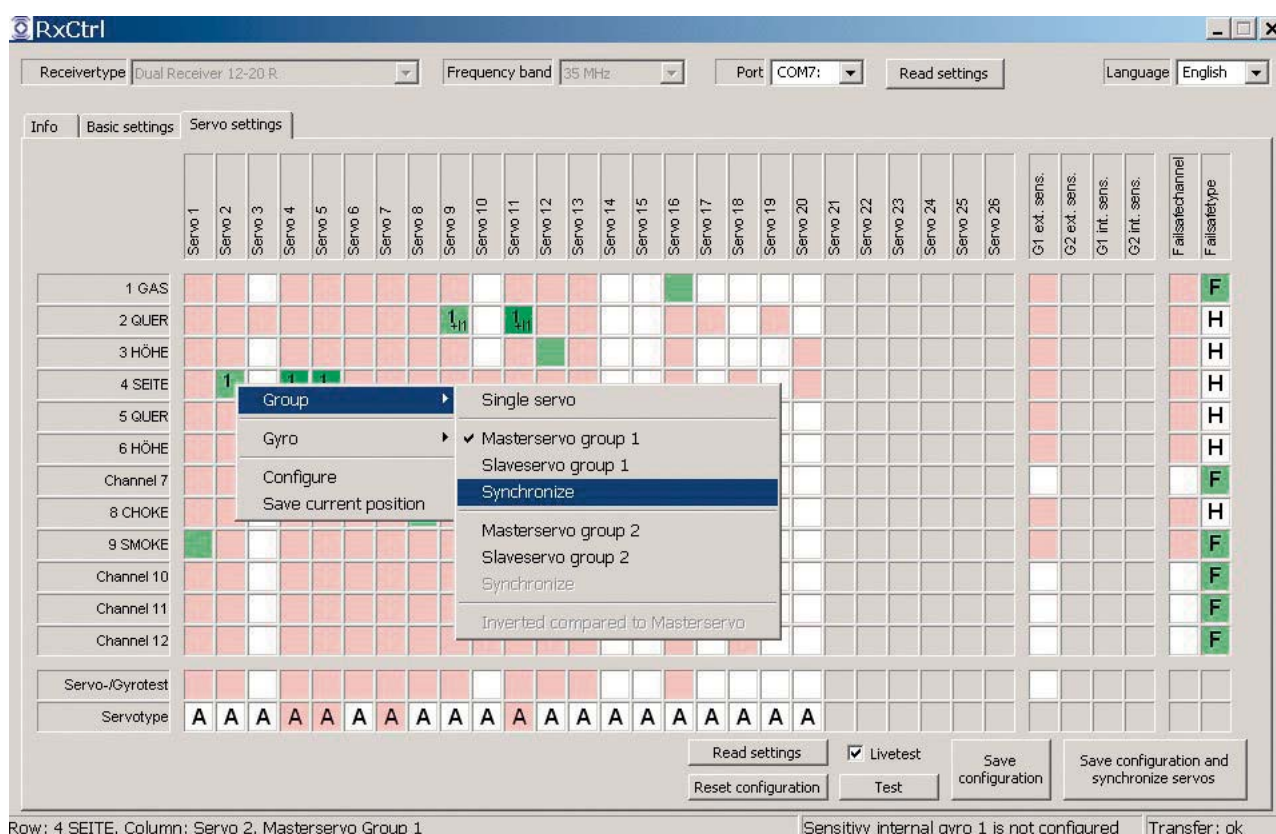 RxCtrl
Receivertype Dual Receiver 12-20 R Frequency band 35 MHz Port COM7: Read settings Language English
Info Basic settings Servo settings
Servo 1 Servo 2 Servo 3 Servo 4 Servo 5 Servo 6 Servo 7 Servo 8 Servo 9 Servo 10 Servo 11 Servo 12 Servo 13 Servo 14 Servo 15 Servo 16 Servo 17 Servo 18 Servo 19 Servo 20 Servo 21 Servo 22 Servo 23 Servo 24 Servo 25 Servo 26 G1 ext. sens. G2 ext. sens. G1 int. sens. G2 int. sens. Failsafechannel Failsafetype
1 GAS F
2 QUER 1+I1 1+I1 H
3 HÖHE H
4 SEITE 1 1 1 H
5 QUER H
6 HÖHE H
Channel 7 F
8 CHOKE H
9 SMOKE F
Channel 10 F
Channel 11 F
Channel 12 F
Group
Gyro
Configure
Save current position
Single servo
Masterservo group 1
Slaveservo group 1
Synchronize
Masterservo group 2
Slaveservo group 2
Synchronize
Inverted compared to Masterservo
Servo-/Gyrotest
Servotype A A A A A A A A A A A A A A A A A A A A
Read settings Livetest
Reset configuration Test
Save
configuration
Save configuration and
synchronize servos
Row: 4 SEITE, Column: Servo 2, Masterservo Group 1 Sensitivy internal gyro 1 is not configured Transfer: ok